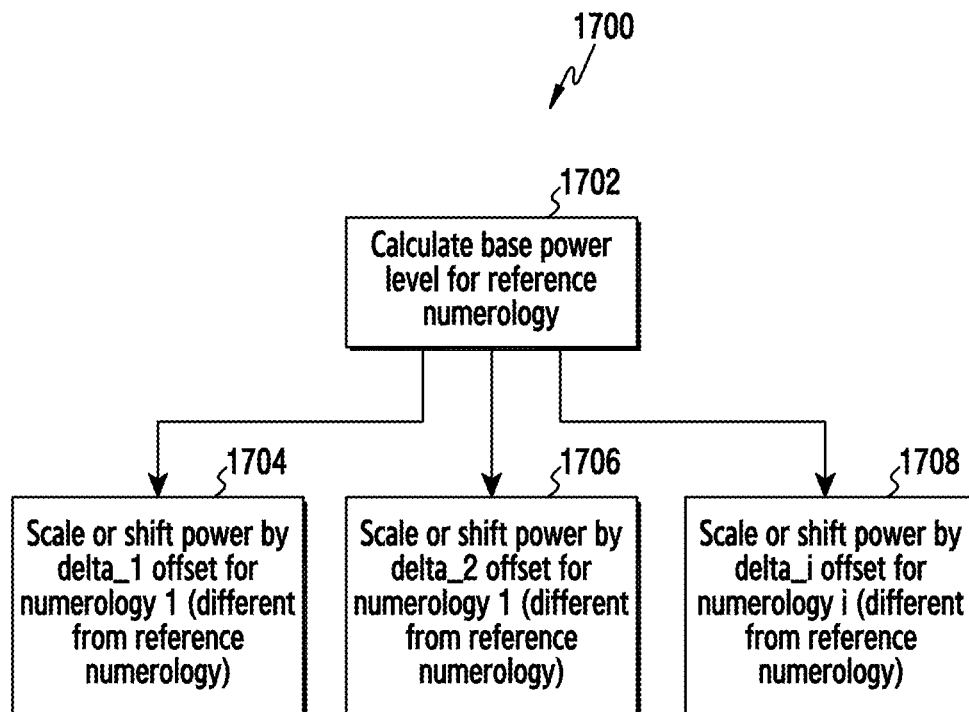 1700
1702
Calculate base power
level for reference
numerology
1704
Scale or shift power by
delta_1 offset for
numerology 1 (different
from reference
numerology)
1706
Scale or shift power by
delta_2 offset for
numerology 1 (different
from reference
numerology)
1708
Scale or shift power by
delta_i offset for
numerology i (different
from reference
numerology)